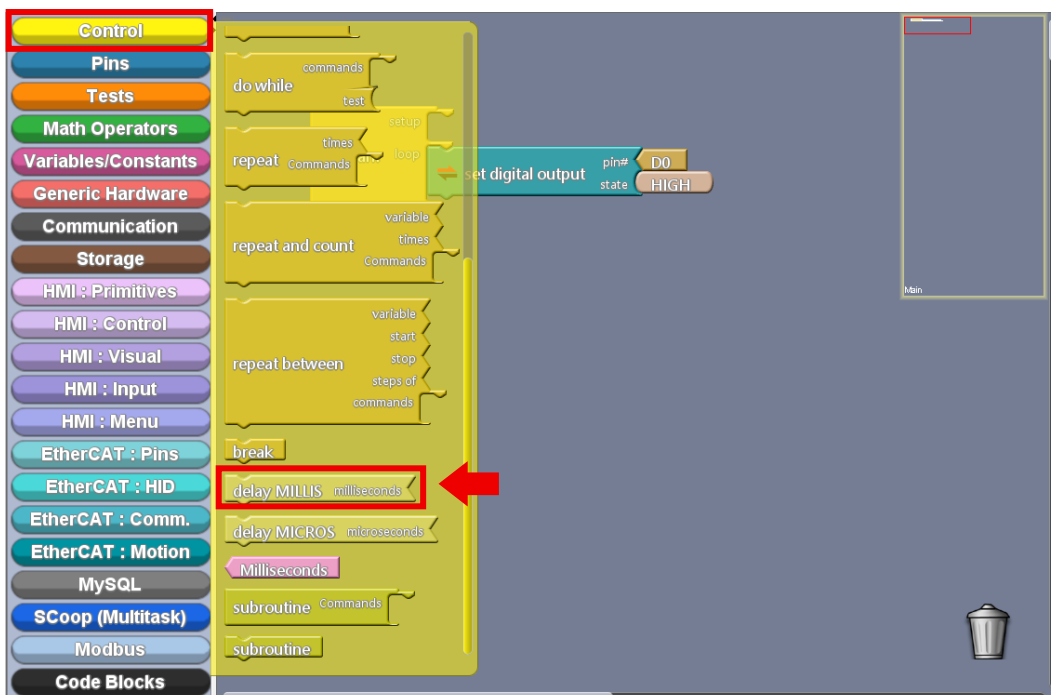 Control
Pins
Tests
Math Operators
Variables/Constants
Generic Hardware
Communication
Storage
HMI : Primitives
HMI : Control
HMI : Visual
HMI : Input
HMI : Menu
EtherCAT : Pins
EtherCAT : HID
EtherCAT : Comm.
EtherCAT : Motion
MySQL
SCoop (Multitask)
Modbus
Code Blocks
commands
do while
test
setup
loop
times
repeat Commands
variable
repeat and count times
Commands
variable
start
repeat between stop
steps of
commands
break
delay MILLIS milliseconds
delay MICROS microseconds
Milliseconds
subroutine Commands
subroutine
set digital output pin# D0
state HIGH
Main